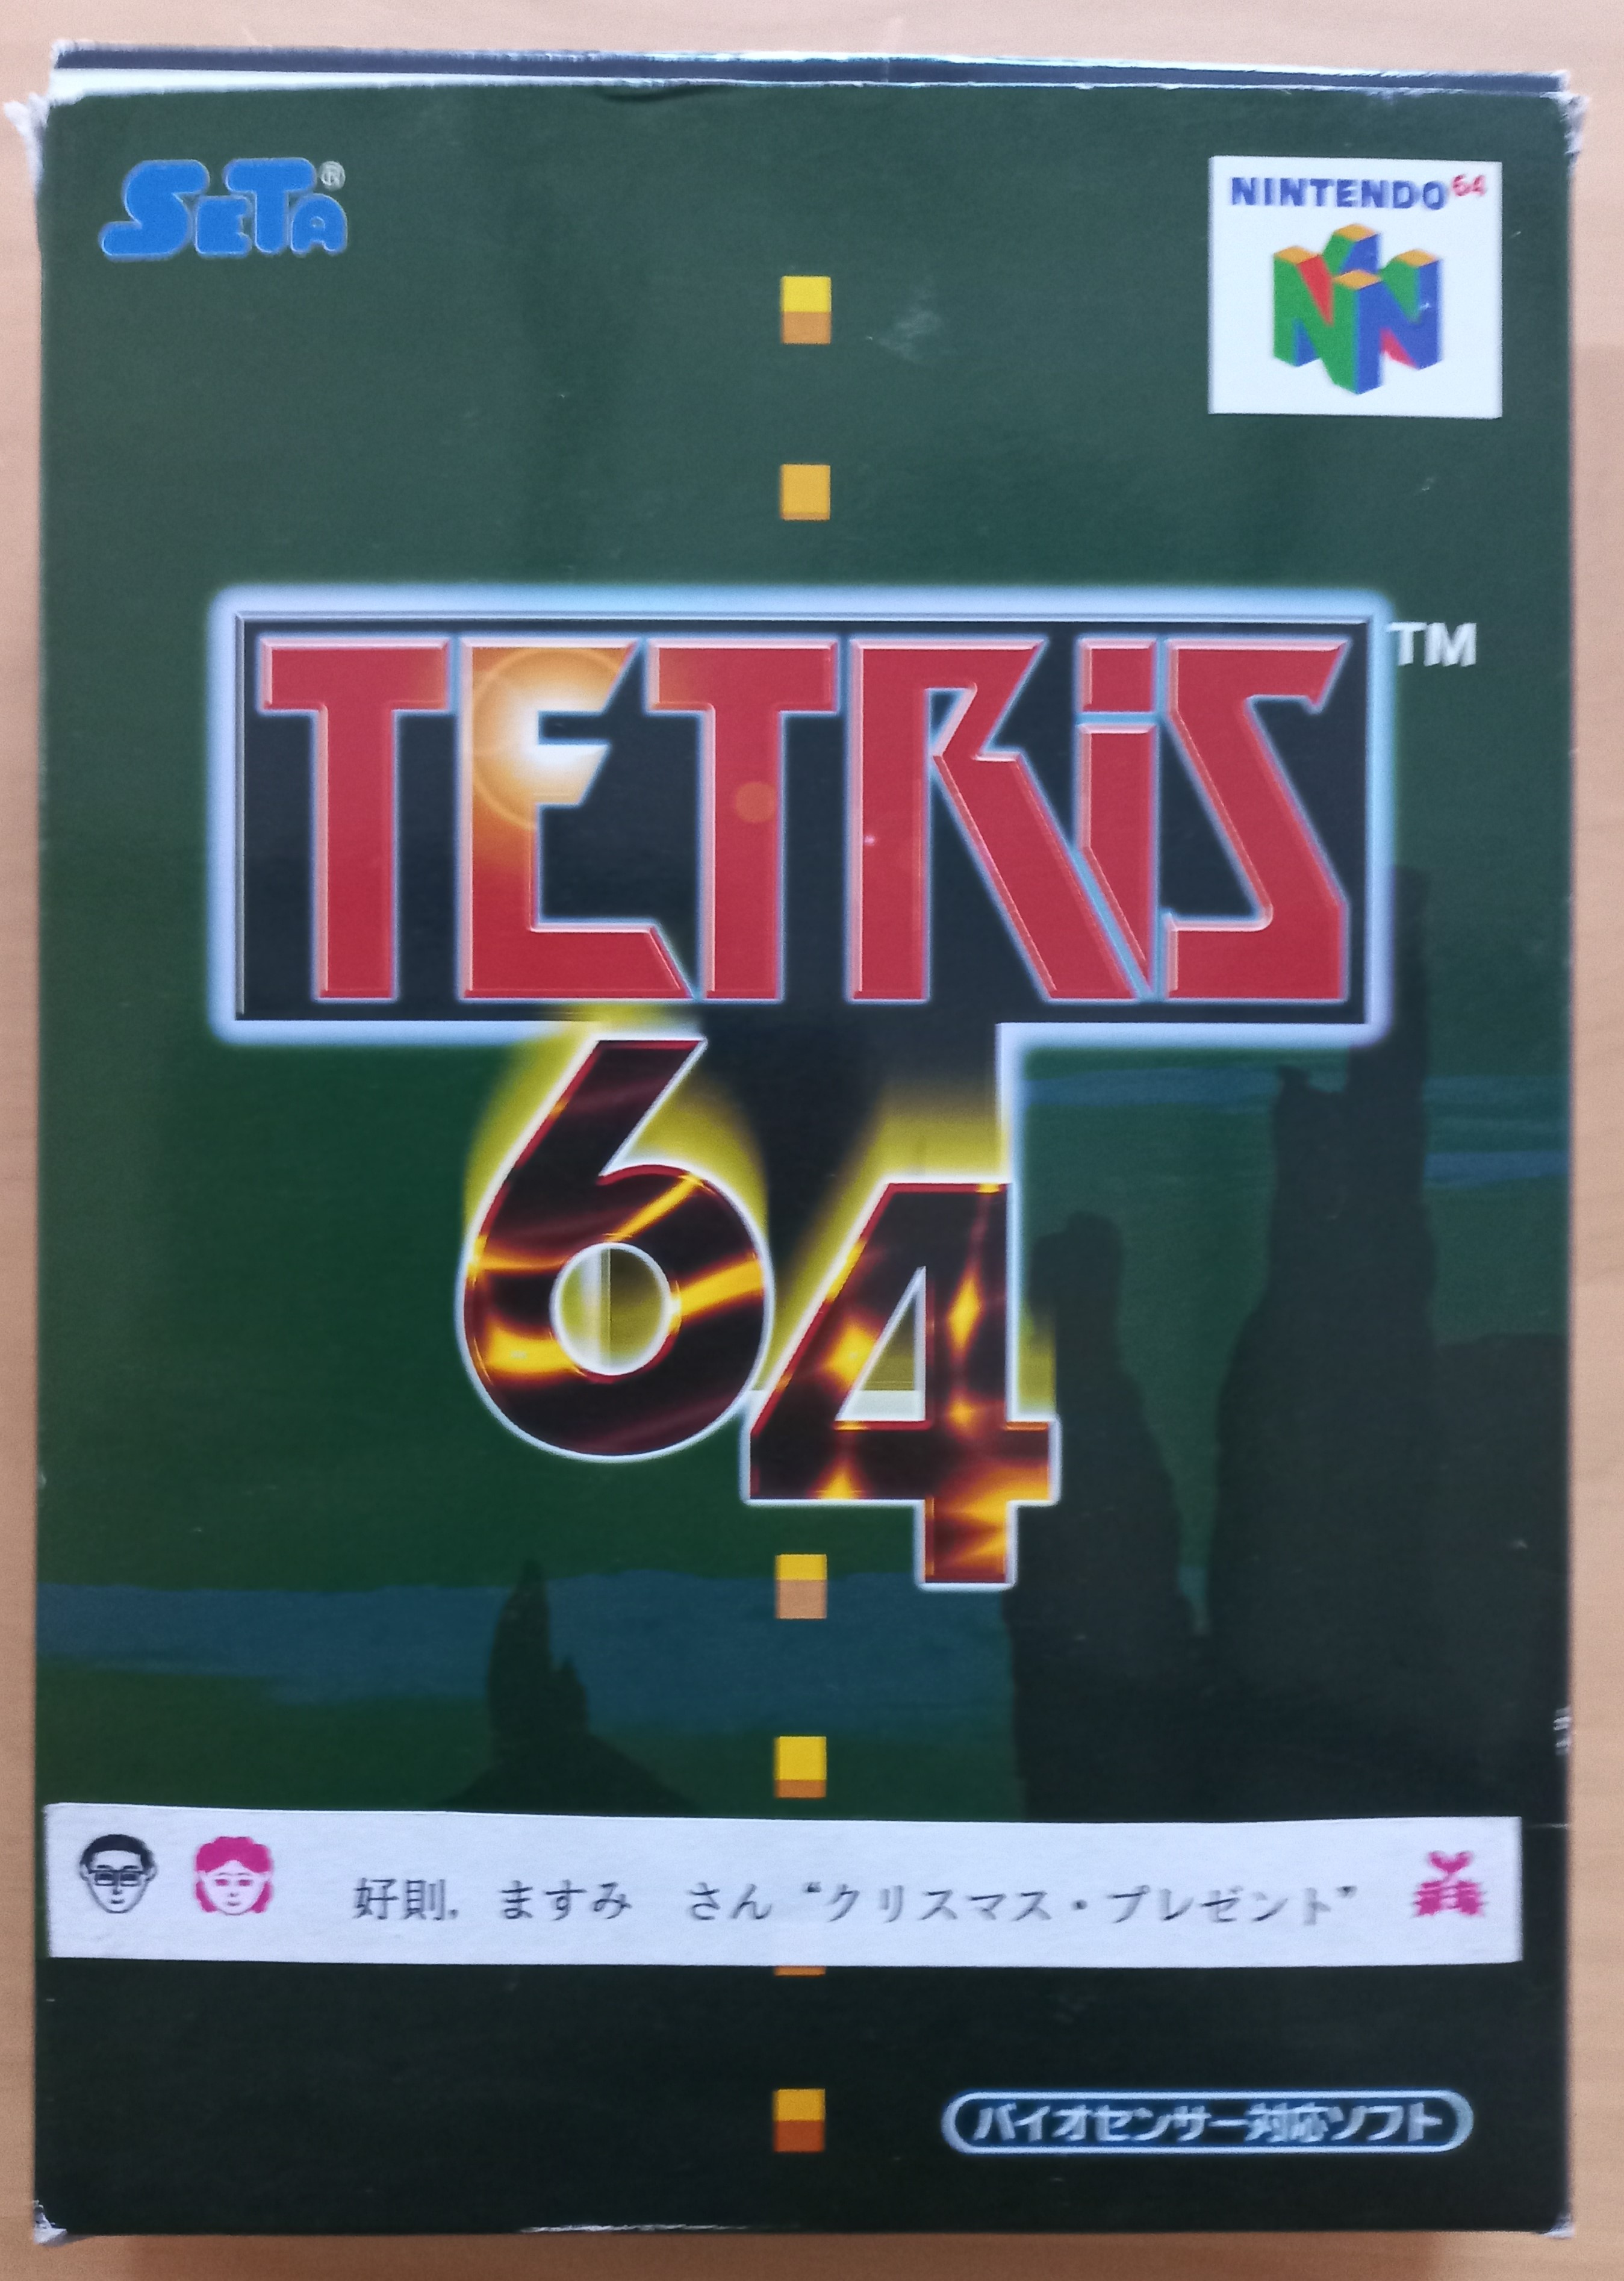 SETA®
NINTENDO64
TETRiS™
64
好則．ますみ さん “クリスマス・プレゼント”
バイオセンサー対応ソフト